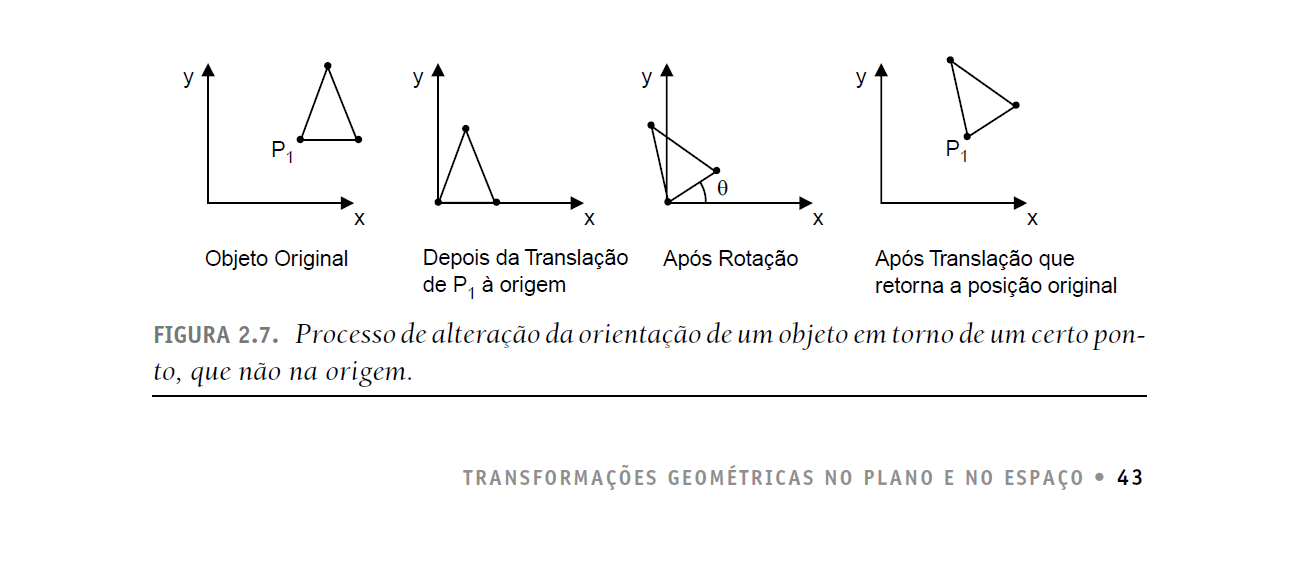 y
P1
x
Objeto Original
y
x
Depois da Translação
de P1 à origem
y
θ
x
Após Rotação
y
P1
x
Após Translação que
retorna a posição original
FIGURA 2.7. Processo de alteração da orientação de um objeto em torno de um certo pon-
to, que não na origem.
TRANSFORMAÇÕES GEOMÉTRICAS NO PLANO E NO ESPAÇO • 43